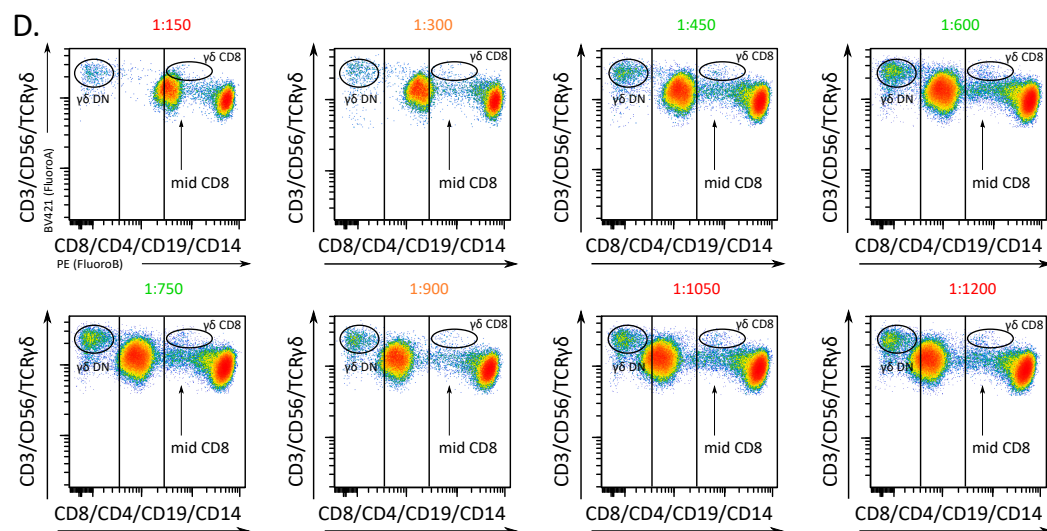 D.
1:150
1:300
1:450
1:600
CD3/CD56/TCRγδ
BV421 (FluoroA)
γδ CD8
γδ DN
mid CD8
CD8/CD4/CD19/CD14
PE (FluoroB)
CD3/CD56/TCRγδ
γδ CD8
γδ DN
mid CD8
CD8/CD4/CD19/CD14
CD3/CD56/TCRγδ
γδ CD8
γδ DN
mid CD8
CD8/CD4/CD19/CD14
CD3/CD56/TCRγδ
γδ CD8
γδ DN
mid CD8
CD8/CD4/CD19/CD14
1:750
1:900
1:1050
1:1200
CD3/CD56/TCRγδ
γδ CD8
γδ DN
mid CD8
CD8/CD4/CD19/CD14
CD3/CD56/TCRγδ
γδ CD8
γδ DN
mid CD8
CD8/CD4/CD19/CD14
CD3/CD56/TCRγδ
γδ CD8
γδ DN
mid CD8
CD8/CD4/CD19/CD14
CD3/CD56/TCRγδ
γδ CD8
γδ DN
mid CD8
CD8/CD4/CD19/CD14